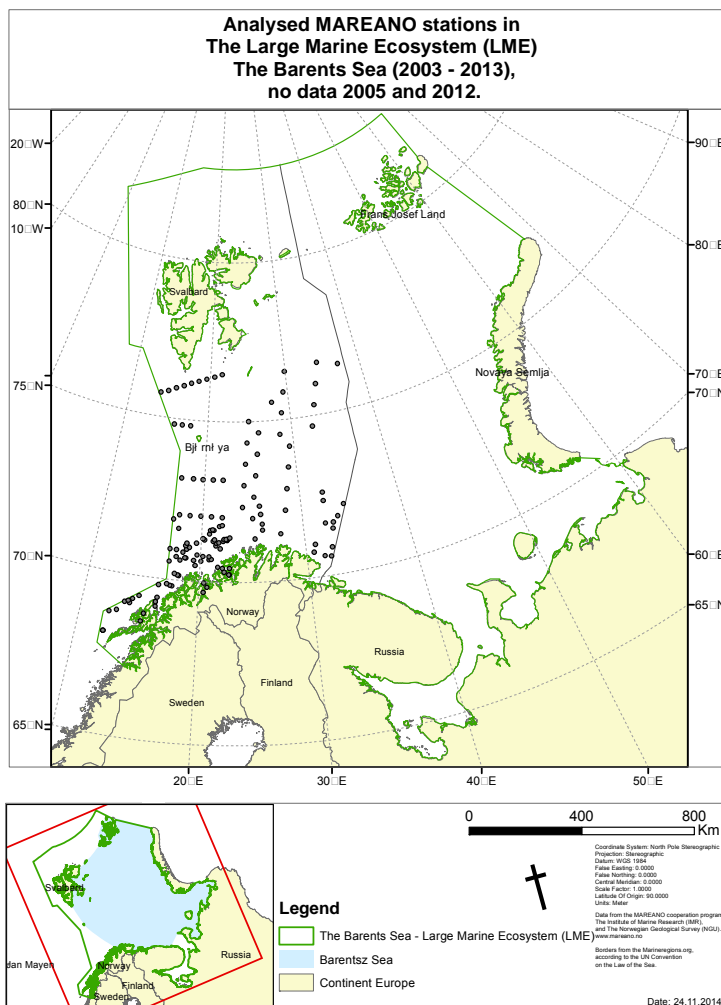 Analysed MAREANO stations in
The Large Marine Ecosystem (LME)
The Barents Sea (2003 - 2013),
no data 2005 and 2012.
20□W
90□E
80□N
10□W
Frans Josef Land
80□E
Svalbard
75□N
Novaya Semlja
70□E
70□N
Bjł rnł ya
70□N
60□E
65□N
Norway
Russia
Finland
Sweden
65□N
20□E
30□E
40□E
50□E
0 400 800
Km
Coordinate System: North Pole Stereographic
Projection: Stereographic
Datum: WGS 1984
False Easting: 0.0000
False Northing: 0.0000
Central Meridian: 0.0000
Scale Factor: 1.0000
Latitude Of Origin: 90.0000
Units: Meter
Data from the MAREANO cooperation program
The Institute of Marine Research (IMR),
and The Norwegian Geological Survey (NGU).
www.mareano.no
Borders from the Marineregions.org,
according to the UN Convention
on the Law of the Sea.
Svalbard
Russia
dan Mayen
Norway
Finland
Sweden
Legend
The Barents Sea - Large Marine Ecosystem (LME)
Barentsz Sea
Continent Europe
Date: 24.11.2014